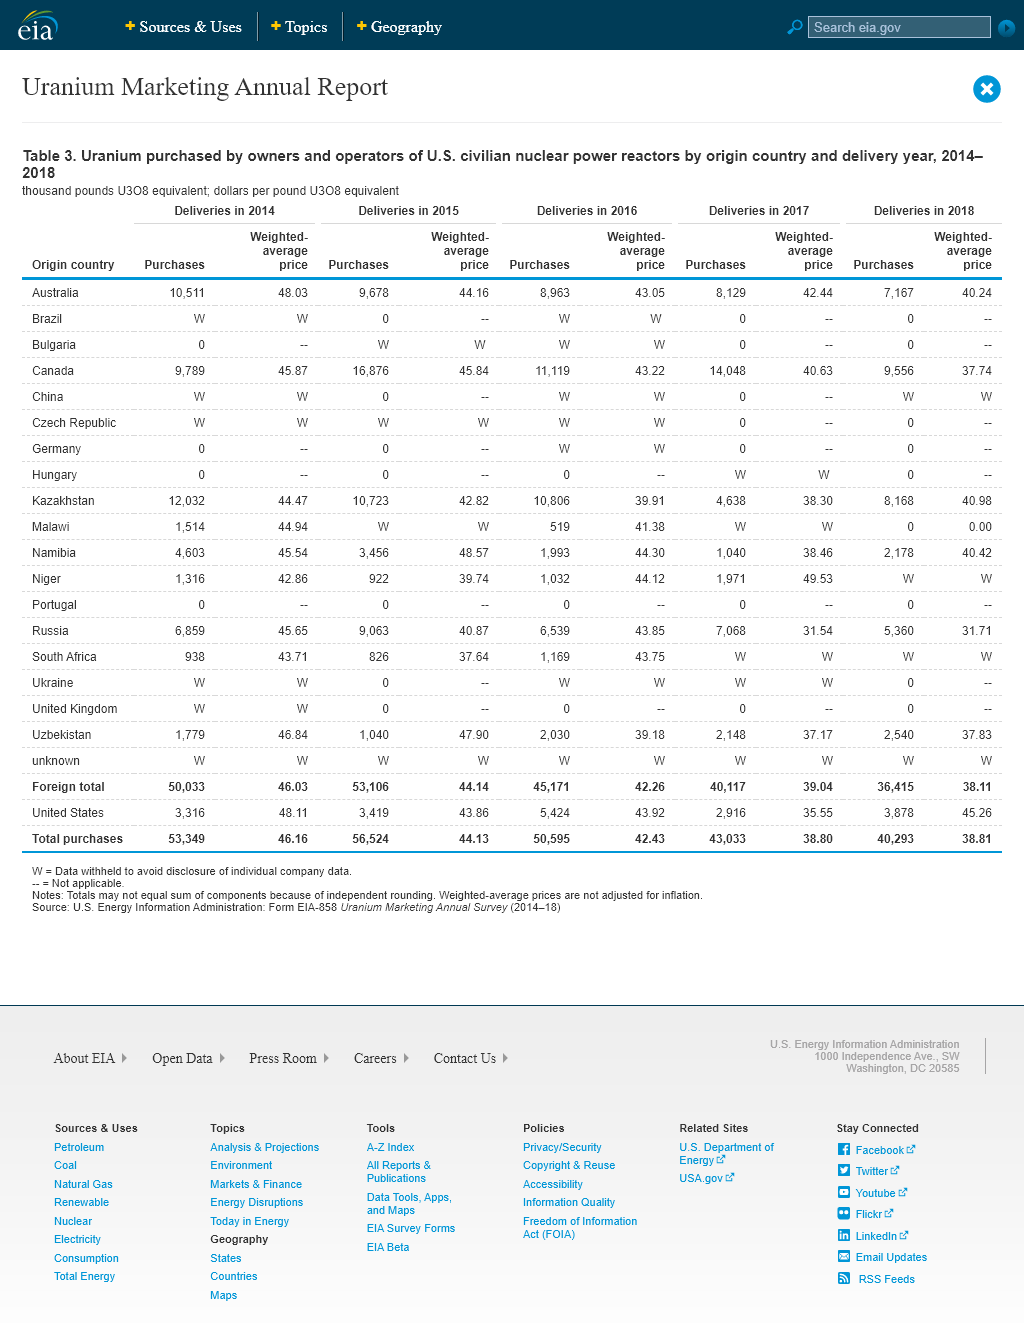 eia
Sources & Uses Topics Geography Search eia.gov
Uranium Marketing Annual Report
Table 3. Uranium purchased by owners and operators of U.S. civilian nuclear power reactors by origin country and delivery year, 2014–
2018
thousand pounds U3O8 equivalent; dollars per pound U3O8 equivalent
Deliveries in 2014 Deliveries in 2015 Deliveries in 2016 Deliveries in 2017 Deliveries in 2018
Weighted- Weighted- Weighted- Weighted- Weighted-
average average average average average
Origin country Purchases price Purchases price Purchases price Purchases price Purchases price
Australia 10,511 48.03 9,678 44.16 8,963 43.05 8,129 42.44 7,167 40.24
Brazil W W 0 -- W W 0 -- 0 --
Bulgaria 0 -- W W W W 0 -- 0 --
Canada 9,789 45.87 16,876 45.84 11,119 43.22 14,048 40.63 9,556 37.74
China W W 0 -- W W 0 -- W W
Czech Republic W W W W W W 0 -- 0 --
Germany 0 -- 0 -- W W 0 -- 0 --
Hungary 0 -- 0 -- 0 -- W W 0 --
Kazakhstan 12,032 44.47 10,723 42.82 10,806 39.91 4,638 38.30 8,168 40.98
Malawi 1,514 44.94 W W 519 41.38 W W 0 0.00
Namibia 4,603 45.54 3,456 48.57 1,993 44.30 1,040 38.46 2,178 40.42
Niger 1,316 42.86 922 39.74 1,032 44.12 1,971 49.53 W W
Portugal 0 -- 0 -- 0 -- 0 -- 0 --
Russia 6,859 45.65 9,063 40.87 6,539 43.85 7,068 31.54 5,360 31.71
South Africa 938 43.71 826 37.64 1,169 43.75 W W W W
Ukraine W W 0 -- W W W W 0 --
United Kingdom W W 0 -- 0 -- 0 -- 0 --
Uzbekistan 1,779 46.84 1,040 47.90 2,030 39.18 2,148 37.17 2,540 37.83
unknown W W W W W W W W W W
Foreign total 50,033 46.03 53,106 44.14 45,171 42.26 40,117 39.04 36,415 38.11
United States 3,316 48.11 3,419 43.86 5,424 43.92 2,916 35.55 3,878 45.26
Total purchases 53,349 46.16 56,524 44.13 50,595 42.43 43,033 38.80 40,293 38.81
W = Data withheld to avoid disclosure of individual company data.
-- = Not applicable.
Notes: Totals may not equal sum of components because of independent rounding. Weighted-average prices are not adjusted for inflation.
Source: U.S. Energy Information Administration: Form EIA-858 Uranium Marketing Annual Survey (2014–18)
About EIA Open Data Press Room Careers Contact Us
U.S. Energy Information Administration
1000 Independence Ave., SW
Washington, DC 20585
Sources & Uses
Petroleum
Coal
Natural Gas
Renewable
Nuclear
Electricity
Consumption
Total Energy
Topics
Analysis & Projections
Environment
Markets & Finance
Energy Disruptions
Today in Energy
Geography
States
Countries
Maps
Tools
A-Z Index
All Reports &
Publications
Data Tools, Apps,
and Maps
EIA Survey Forms
EIA Beta
Policies
Privacy/Security
Copyright & Reuse
Accessibility
Information Quality
Freedom of Information
Act (FOIA)
Related Sites
U.S. Department of
Energy
USA.gov
Stay Connected
Facebook
Twitter
Youtube
Flickr
LinkedIn
Email Updates
RSS Feeds